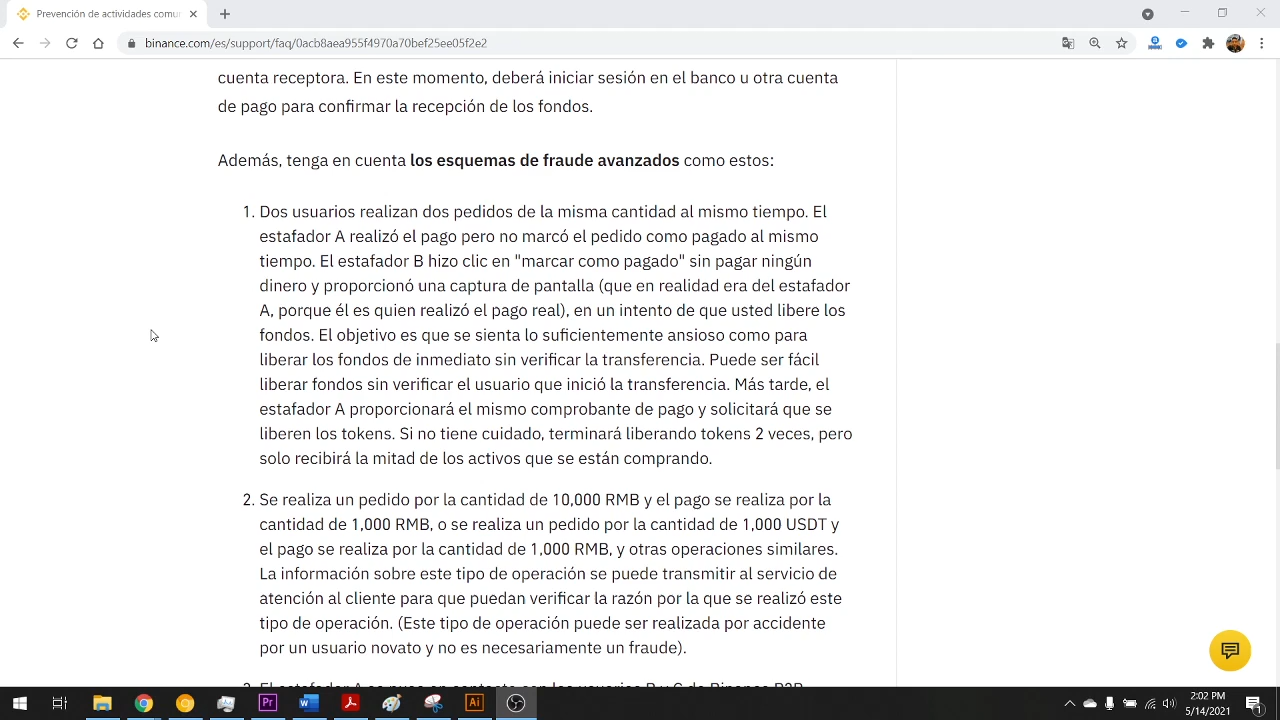 Prevención de actividades comu
binance.com/es/support/faq/0acb8aea955f4970a70bef25ee05f2e2
cuenta receptora. En este momento, deberá iniciar sesión en el banco u otra cuenta
de pago para confirmar la recepción de los fondos.
Además, tenga en cuenta los esquemas de fraude avanzados como estos:
1. Dos usuarios realizan dos pedidos de la misma cantidad al mismo tiempo. El
estafador A realizó el pago pero no marcó el pedido como pagado al mismo
tiempo. El estafador B hizo clic en "marcar como pagado" sin pagar ningún
dinero y proporcionó una captura de pantalla (que en realidad era del estafador
A, porque él es quien realizó el pago real), en un intento de que usted libere los
fondos. El objetivo es que se sienta lo suficientemente ansioso como para
liberar los fondos de inmediato sin verificar la transferencia. Puede ser fácil
liberar fondos sin verificar el usuario que inició la transferencia. Más tarde, el
estafador A proporcionará el mismo comprobante de pago y solicitará que se
liberen los tokens. Si no tiene cuidado, terminará liberando tokens 2 veces, pero
solo recibirá la mitad de los activos que se están comprando.
2. Se realiza un pedido por la cantidad de 10,000 RMB y el pago se realiza por la
cantidad de 1,000 RMB, o se realiza un pedido por la cantidad de 1,000 USDT y
el pago se realiza por la cantidad de 1,000 RMB, y otras operaciones similares.
La información sobre este tipo de operación se puede transmitir al servicio de
atención al cliente para que puedan verificar la razón por la que se realizó este
tipo de operación. (Este tipo de operación puede ser realizada por accidente
por un usuario novato y no es necesariamente un fraude).
Pr
W
Ai
2:02 PM
5/14/2021
1